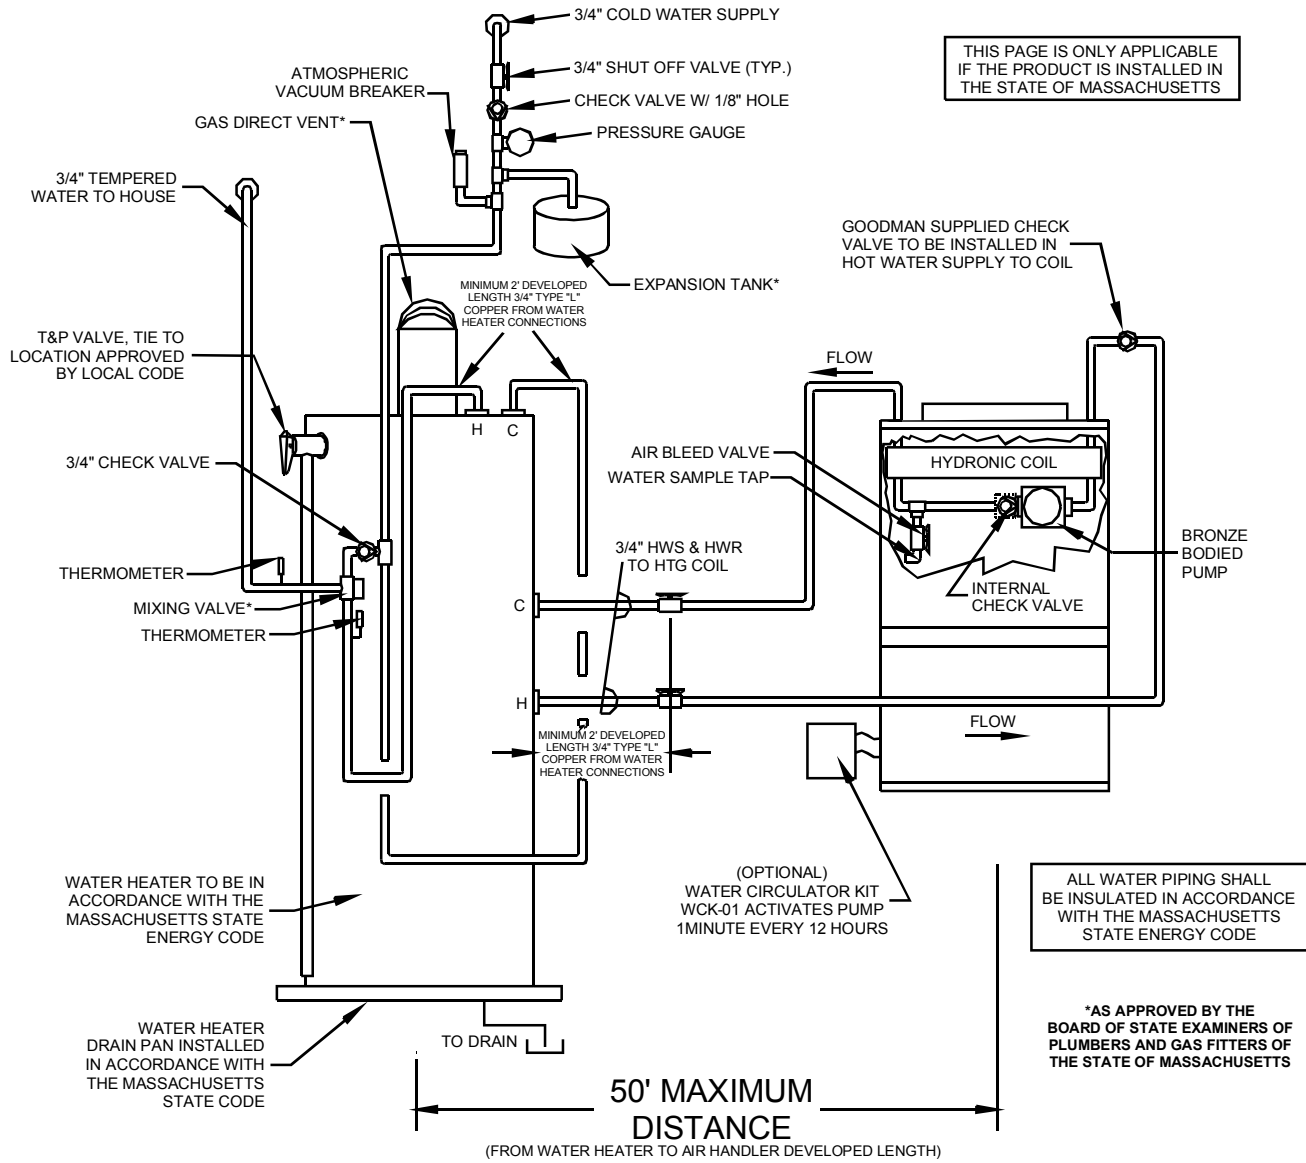 3/4" COLD WATER SUPPLY
3/4" SHUT OFF VALVE (TYP.)
CHECK VALVE W/ 1/8" HOLE
PRESSURE GAUGE
ATMOSPHERIC
VACUUM BREAKER
GAS DIRECT VENT*
3/4" TEMPERED
WATER TO HOUSE
THIS PAGE IS ONLY APPLICABLE
IF THE PRODUCT IS INSTALLED IN
THE STATE OF MASSACHUSETTS
GOODMAN SUPPLIED CHECK
VALVE TO BE INSTALLED IN
HOT WATER SUPPLY TO COIL
EXPANSION TANK*
MINIMUM 2' DEVELOPED
LENGTH 3/4" TYPE "L"
COPPER FROM WATER
HEATER CONNECTIONS
T&P VALVE, TIE TO
LOCATION APPROVED
BY LOCAL CODE
FLOW
H
C
3/4" CHECK VALVE
AIR BLEED VALVE
WATER SAMPLE TAP
HYDRONIC COIL
BRONZE
BODIED
PUMP
INTERNAL
CHECK VALVE
3/4" HWS & HWR
TO HTG COIL
THERMOMETER
MIXING VALVE*
THERMOMETER
C
H
FLOW
MINIMUM 2' DEVELOPED
LENGTH 3/4" TYPE "L"
COPPER FROM WATER
HEATER CONNECTIONS
WATER HEATER TO BE IN
ACCORDANCE WITH THE
MASSACHUSETTS STATE
ENERGY CODE
(OPTIONAL)
WATER CIRCULATOR KIT
WCK-01 ACTIVATES PUMP
1MINUTE EVERY 12 HOURS
ALL WATER PIPING SHALL
BE INSULATED IN ACCORDANCE
WITH THE MASSACHUSETTS
STATE ENERGY CODE
WATER HEATER
DRAIN PAN INSTALLED
IN ACCORDANCE WITH
THE MASSACHUSETTS
STATE CODE
TO DRAIN
*AS APPROVED BY THE
BOARD OF STATE EXAMINERS OF
PLUMBERS AND GAS FITTERS OF
THE STATE OF MASSACHUSETTS
50' MAXIMUM
DISTANCE
(FROM WATER HEATER TO AIR HANDLER DEVELOPED LENGTH)